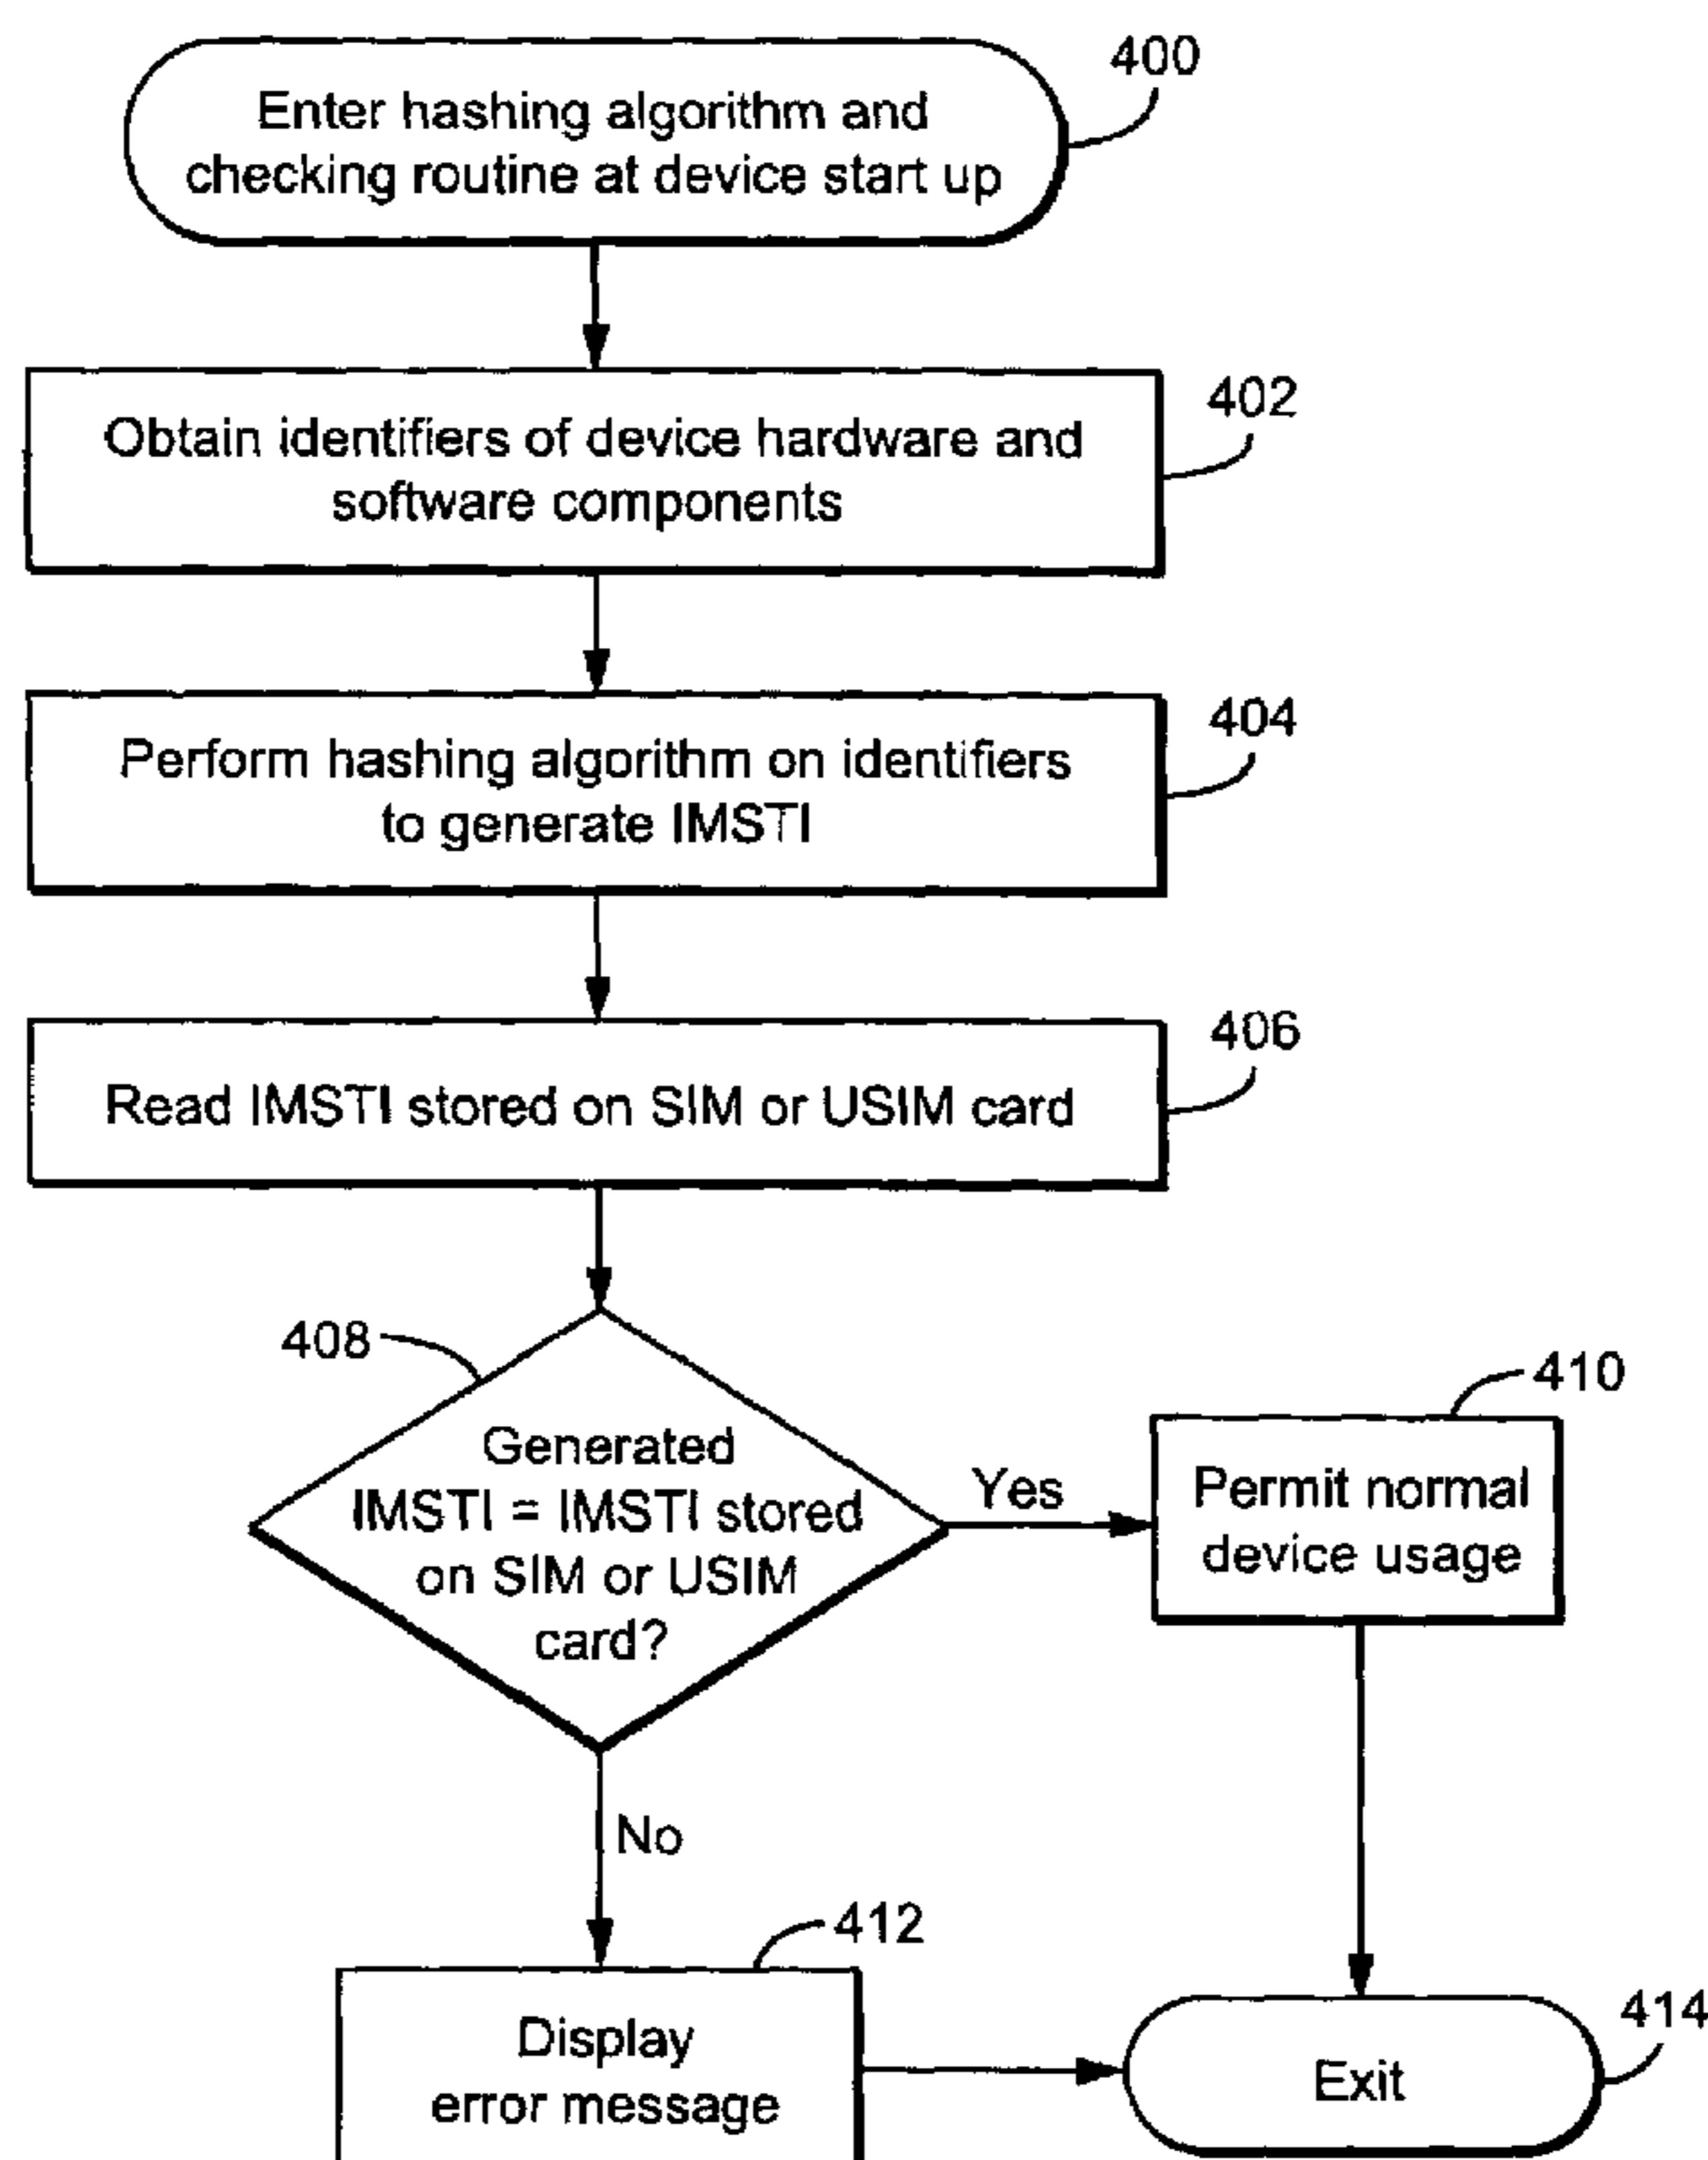 400
Enter hashing algorithm and
checking routine at device start up
402
Obtain identifiers of device hardware and
software components
404
Perform hashing algorithm on identifiers
to generate IMSTI
406
Read IMSTI stored on SIM or USIM card
408
Generated
IMSTI = IMSTI stored
on SIM or USIM
card?
Yes
410
Permit normal
device usage
No
412
Display
error message
414
Exit